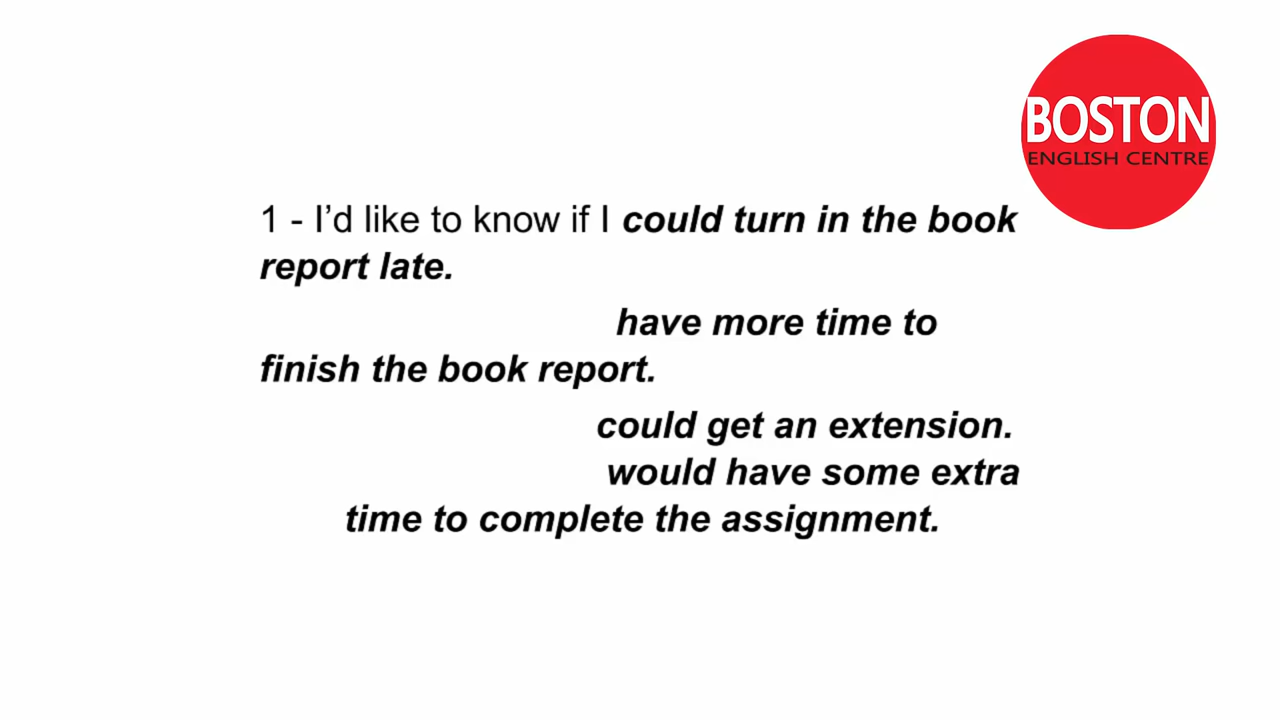 BOSTON
ENGLISH CENTRE
1 - I’d like to know if I could turn in the book
report late.
have more time to
finish the book report.
could get an extension.
would have some extra
time to complete the assignment.